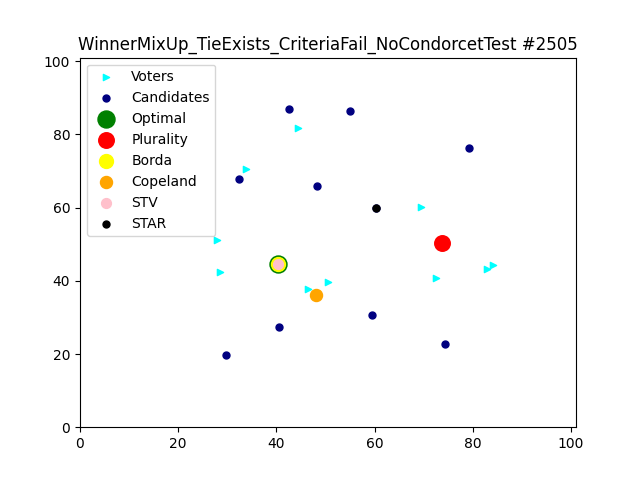 WinnerMixUp_TieExists_CriteriaFail_NoCondorcetTest #2505
Voters
Candidates
Optimal
Plurality
Borda
Copeland
STV
STAR
100
80
60
40
20
0
0 20 40 60 80 100